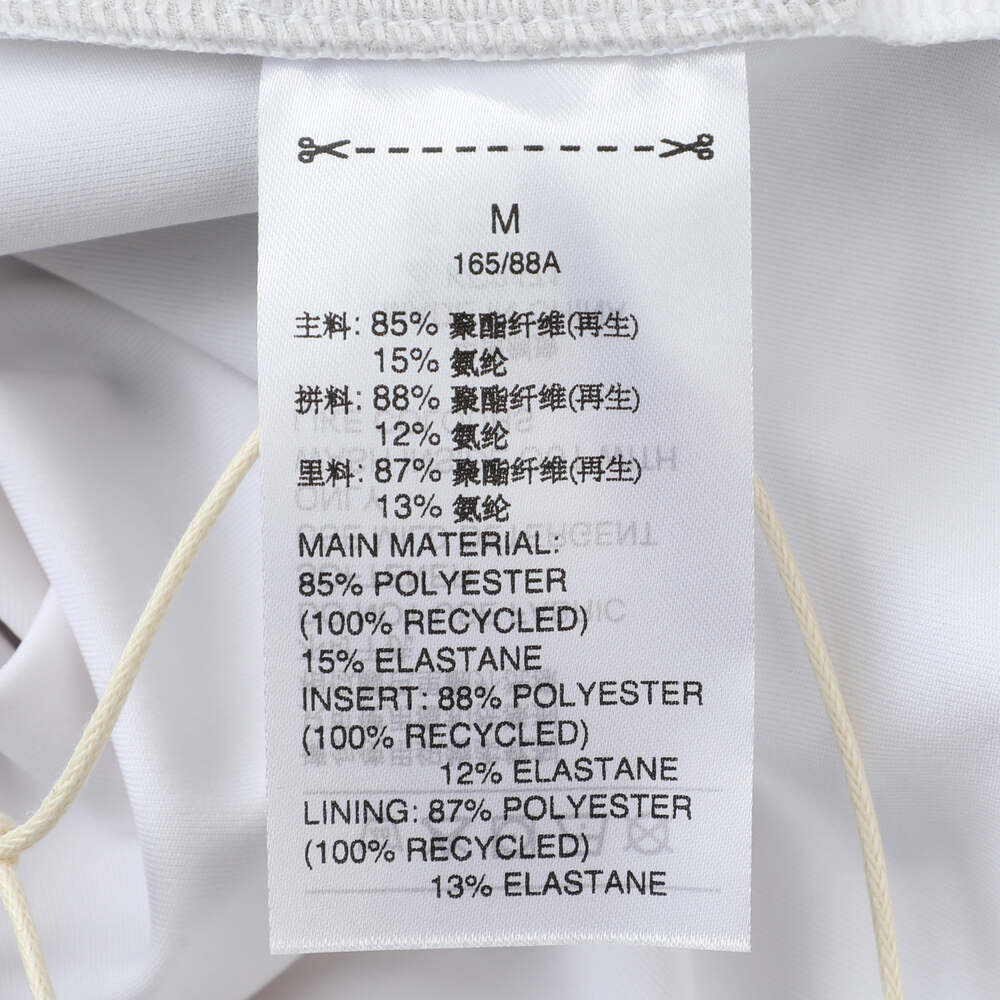 M
165/88A
主料: 85% 聚酯纤维(再生)
15% 氨纶
拼料: 88% 聚酯纤维(再生)
12% 氨纶
里料: 87% 聚酯纤维(再生)
13% 氨纶
MAIN MATERIAL:
85% POLYESTER
(100% RECYCLED)
15% ELASTANE
INSERT: 88% POLYESTER
(100% RECYCLED)
12% ELASTANE
LINING: 87% POLYESTER
(100% RECYCLED)
13% ELASTANE